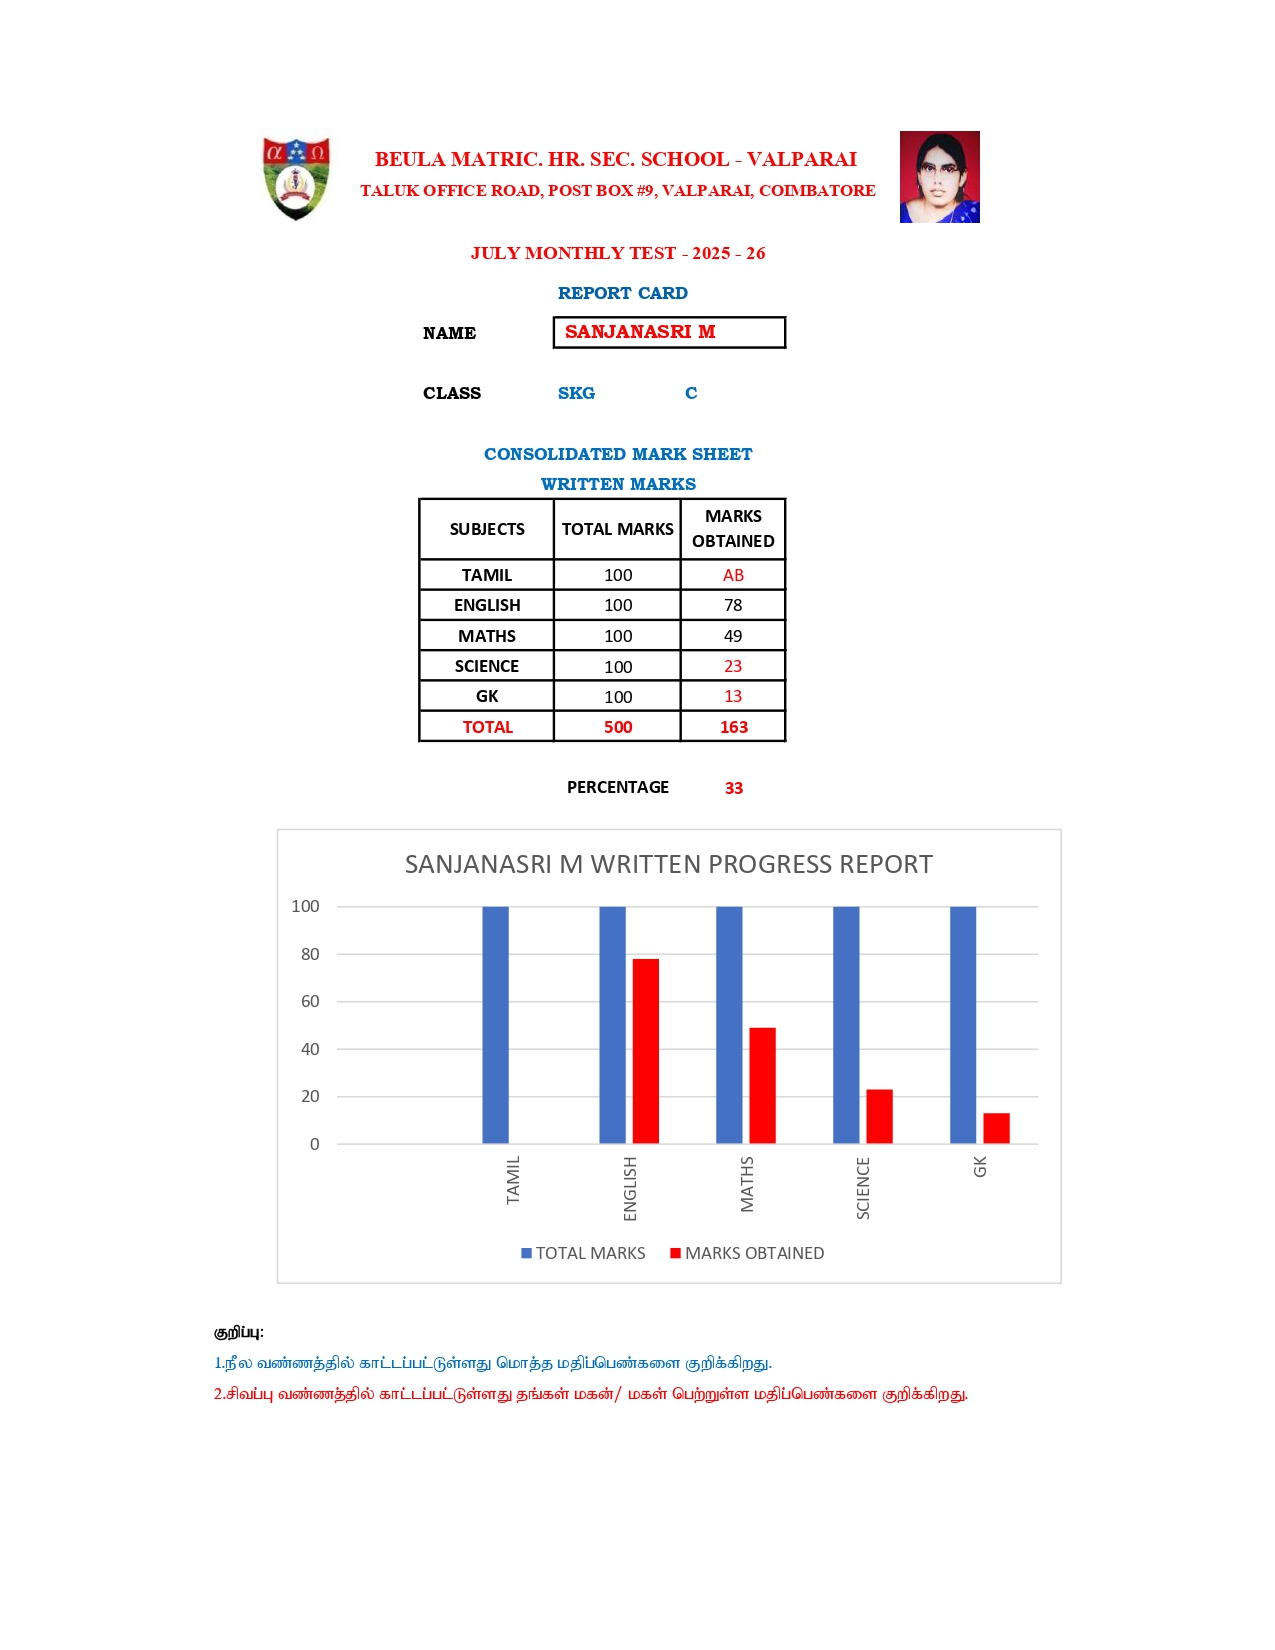 α Ω
BEULA MATRIC. HR. SEC. SCHOOL - VALPARAI
TALUK OFFICE ROAD, POST BOX #9, VALPARAI, COIMBATORE
JULY MONTHLY TEST - 2025 - 26
REPORT CARD
NAME SANJANASRI M
CLASS SKG C
CONSOLIDATED MARK SHEET
WRITTEN MARKS
SUBJECTS TOTAL MARKS MARKS OBTAINED
TAMIL 100 AB
ENGLISH 100 78
MATHS 100 49
SCIENCE 100 23
GK 100 13
TOTAL 500 163
PERCENTAGE 33
SANJANASRI M WRITTEN PROGRESS REPORT
100
80
60
40
20
0
TAMIL ENGLISH MATHS SCIENCE GK
TOTAL MARKS MARKS OBTAINED
குறிப்பு:
1.நீல வண்ணத்தில் காட்டப்பட்டுள்ளது மொத்த மதிப்பெண்களை குறிக்கிறது.
2.சிவப்பு வண்ணத்தில் காட்டப்பட்டுள்ளது தங்கள் மகன்/ மகள் பெற்றுள்ள மதிப்பெண்களை குறிக்கிறது.